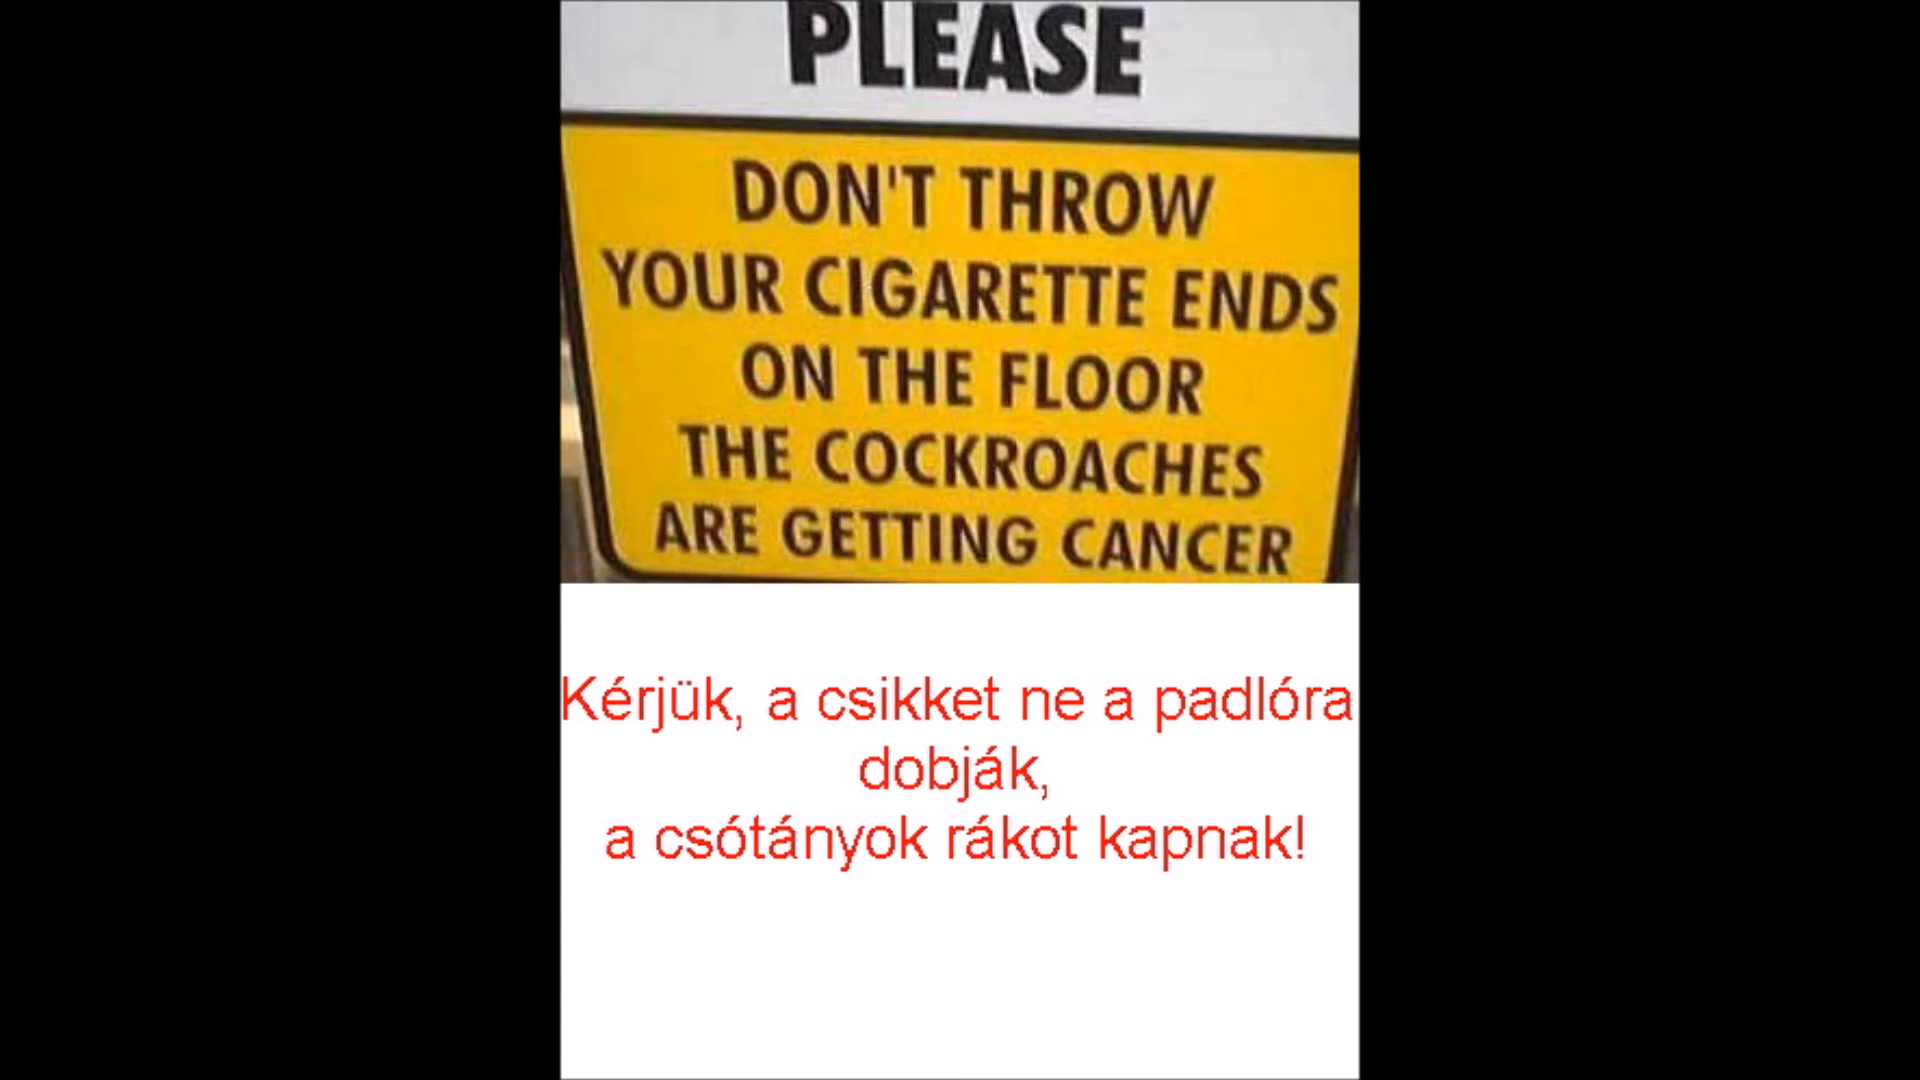 PLEASE
DON'T THROW
YOUR CIGARETTE ENDS
ON THE FLOOR
THE COCKROACHES
ARE GETTING CANCER
Kérjük, a csikket ne a padlóra
dobják,
a csótányok rákot kapnak!